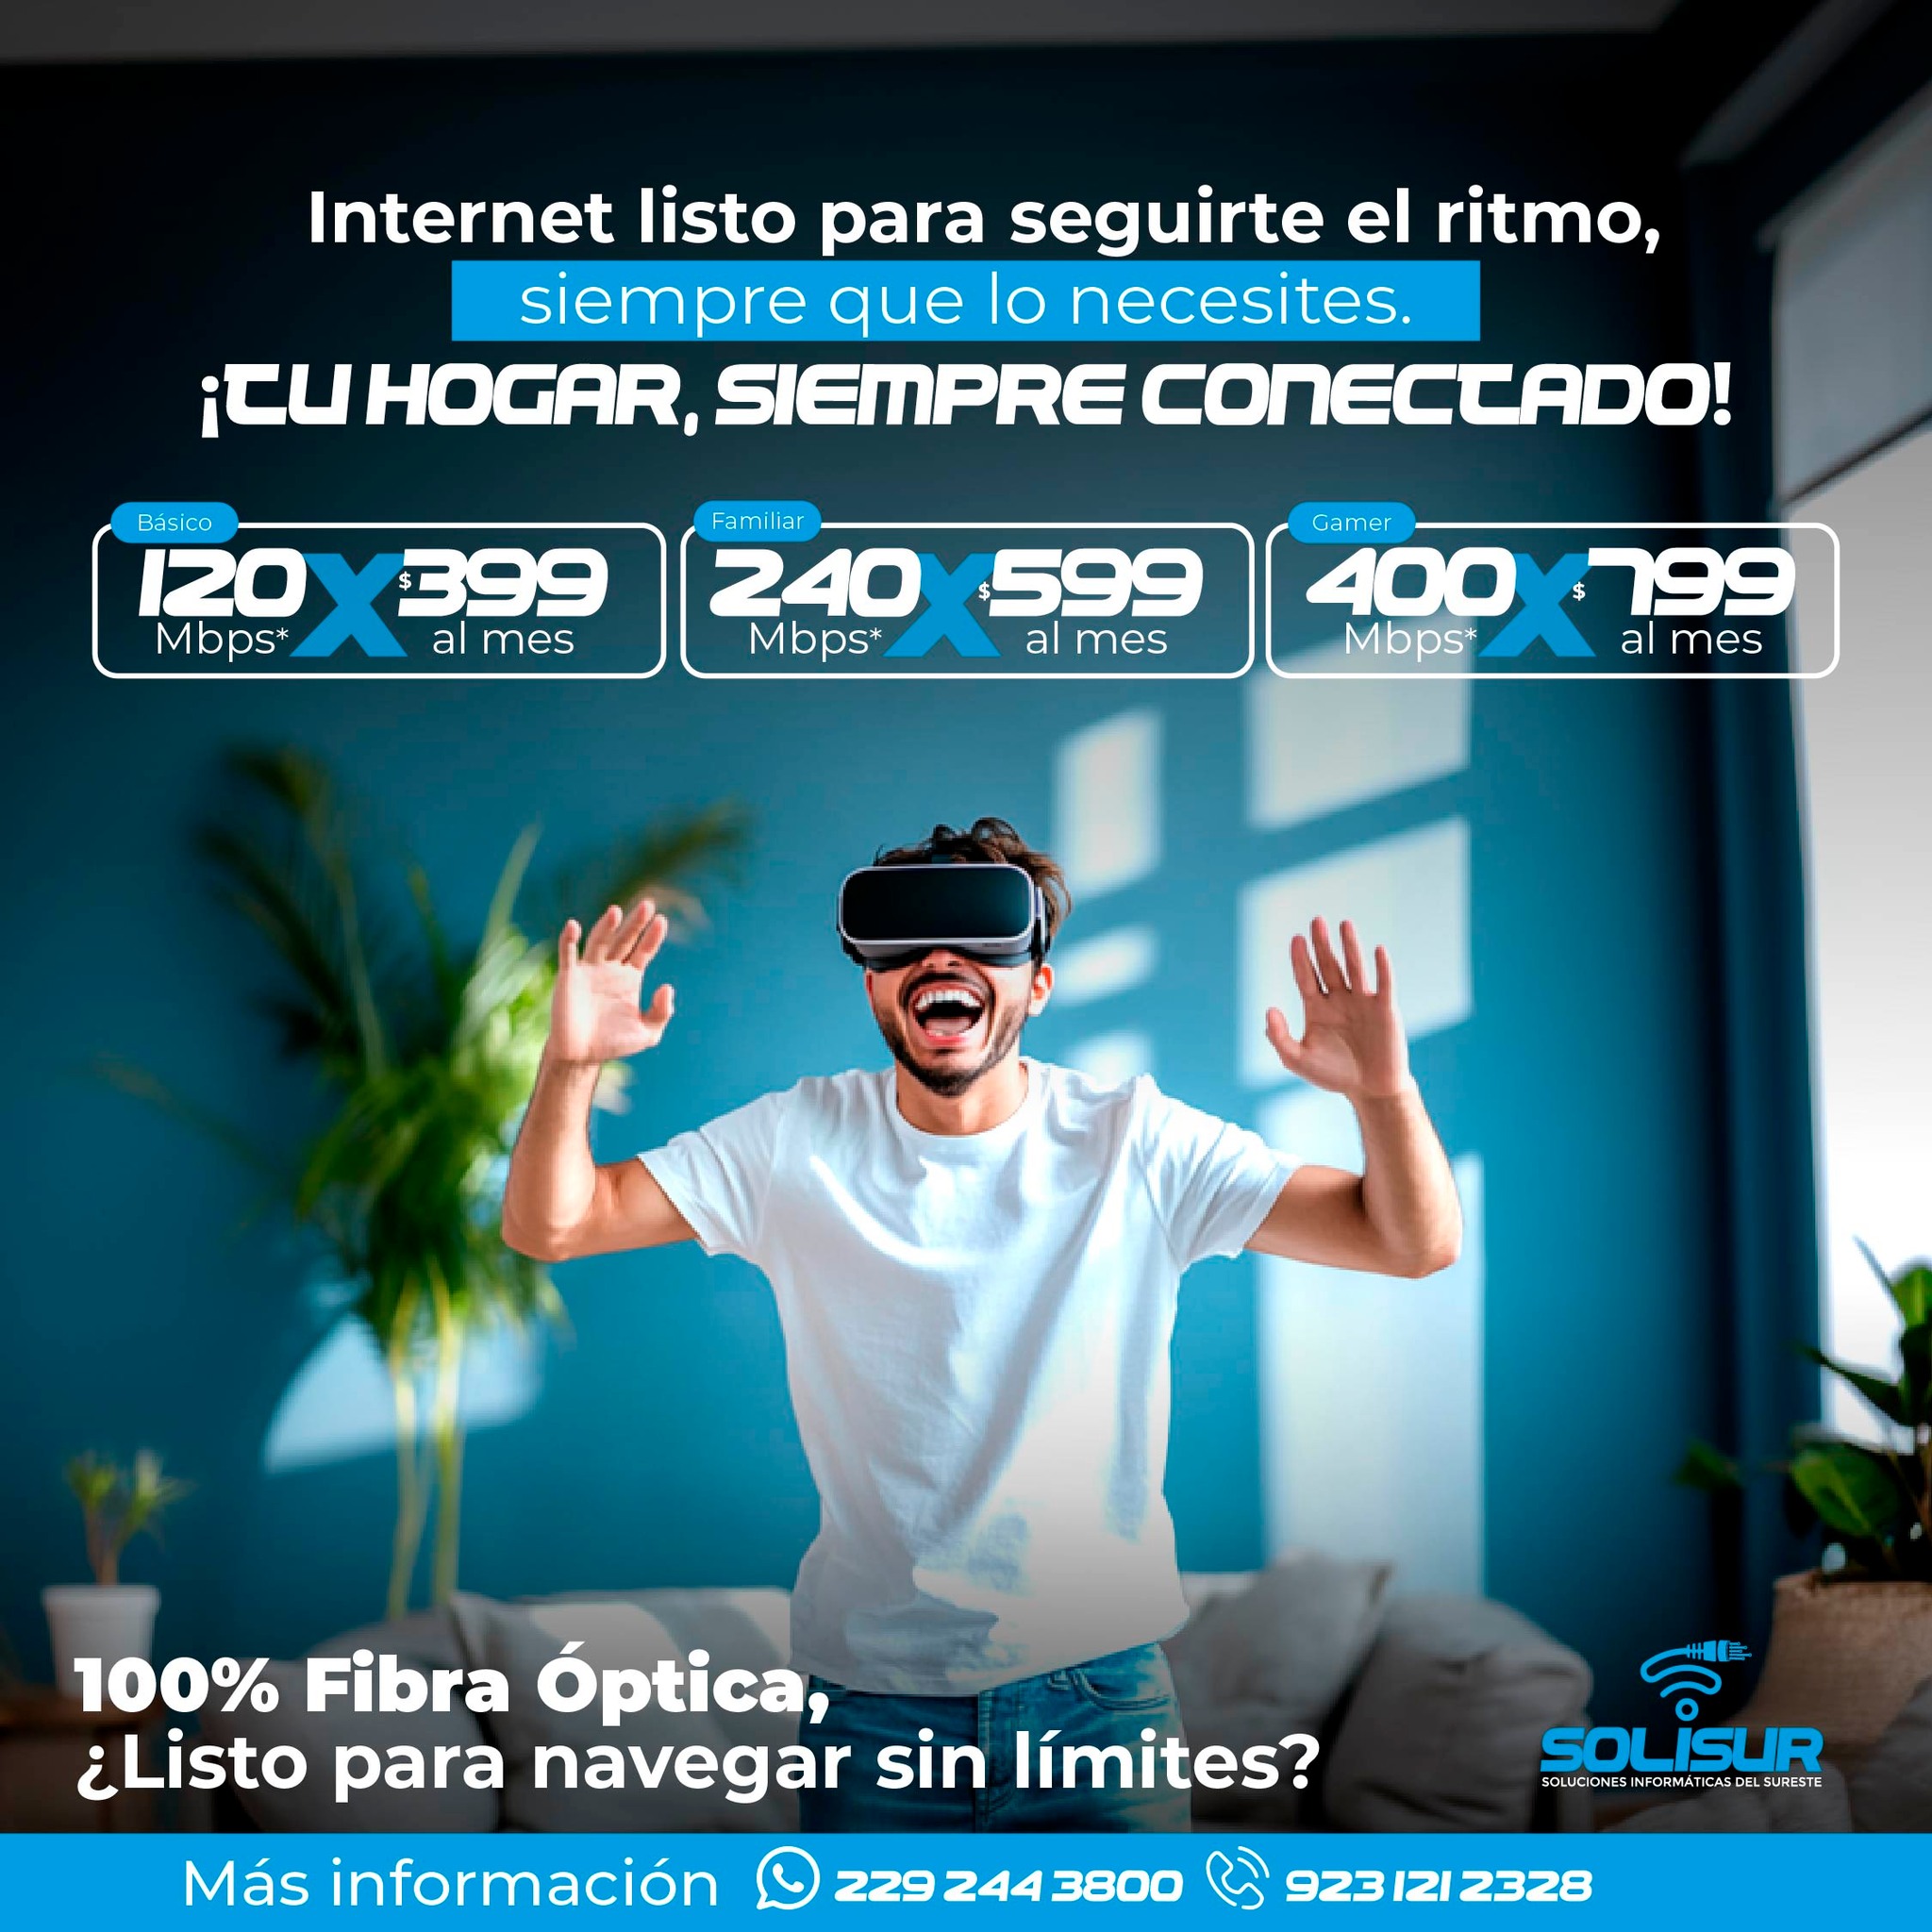 Internet listo para seguirte el ritmo,
siempre que lo necesites.
¡TU HOGAR, SIEMPRE CONECTADO!
Básico
120 X $399
Mbps* al mes
Familiar
240 X $599
Mbps* al mes
Gamer
400 X $799
Mbps* al mes
100% Fibra Óptica,
¿Listo para navegar sin límites?
SOLISUR
SOLUCIONES INFORMÁTICAS DEL SURESTE
Más información 229 244 3800 923 121 2328